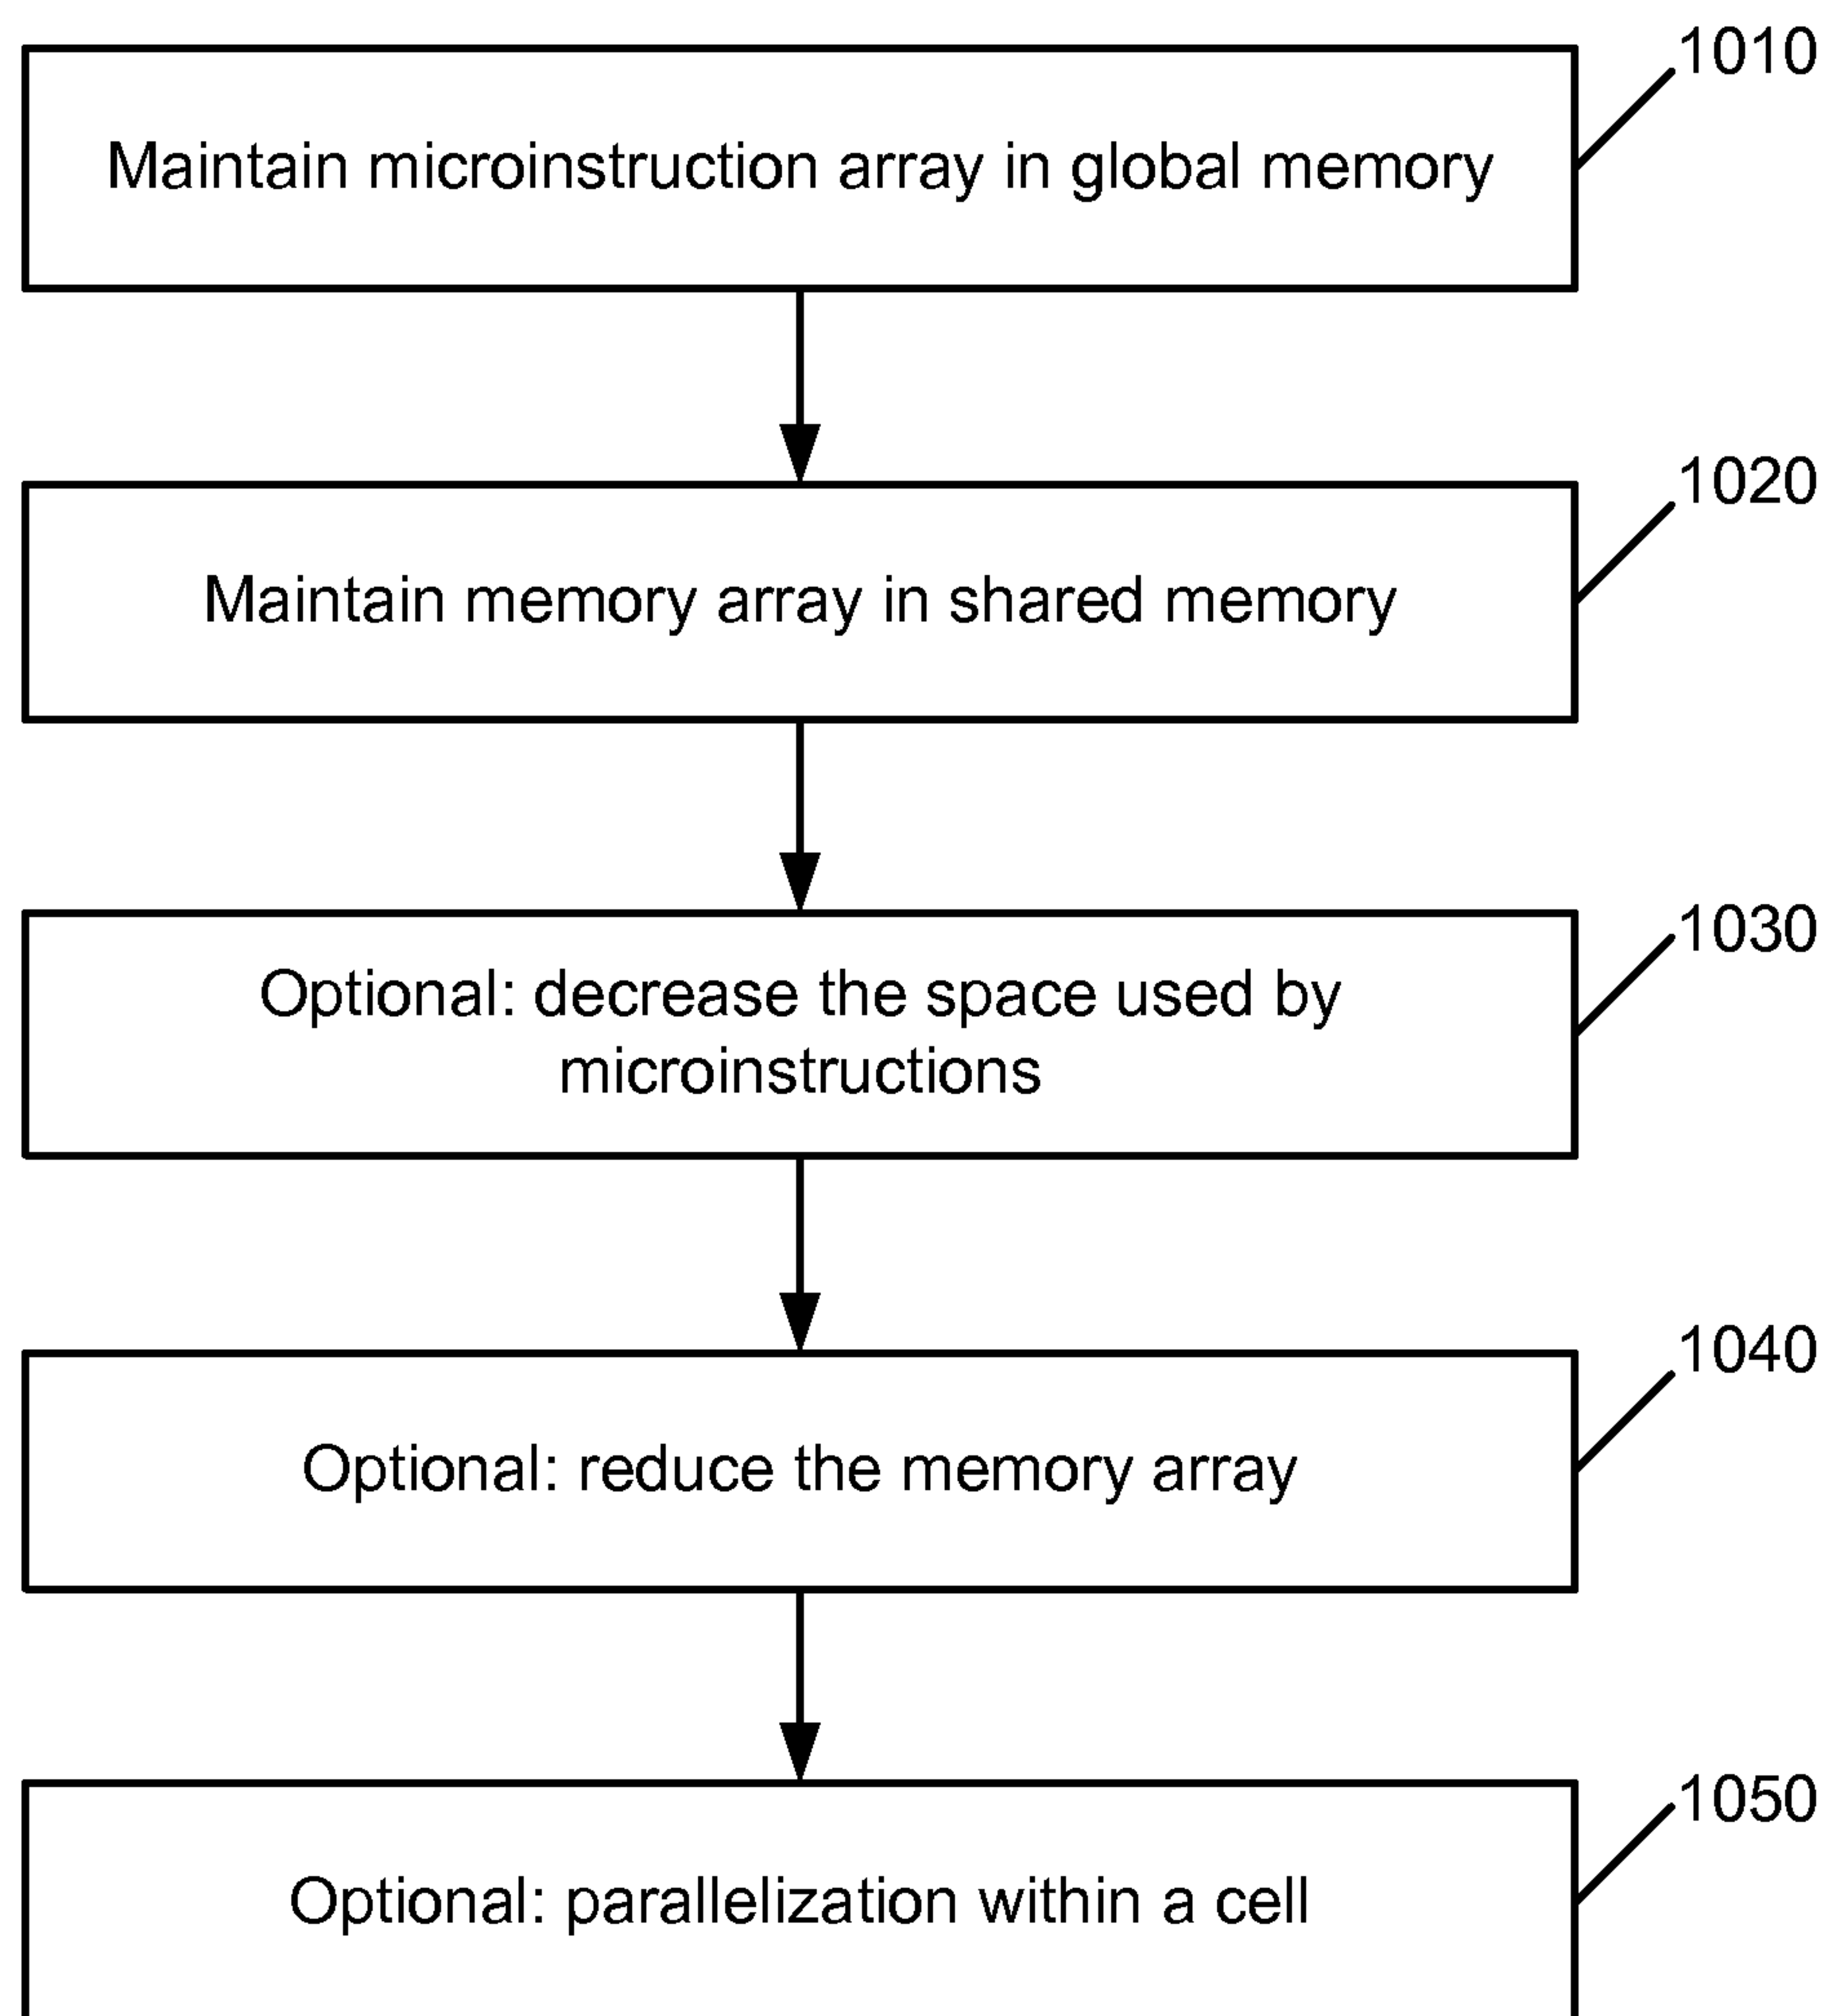 1010
Maintain microinstruction array in global memory
1020
Maintain memory array in shared memory
1030
Optional: decrease the space used by
microinstructions
1040
Optional: reduce the memory array
1050
Optional: parallelization within a cell